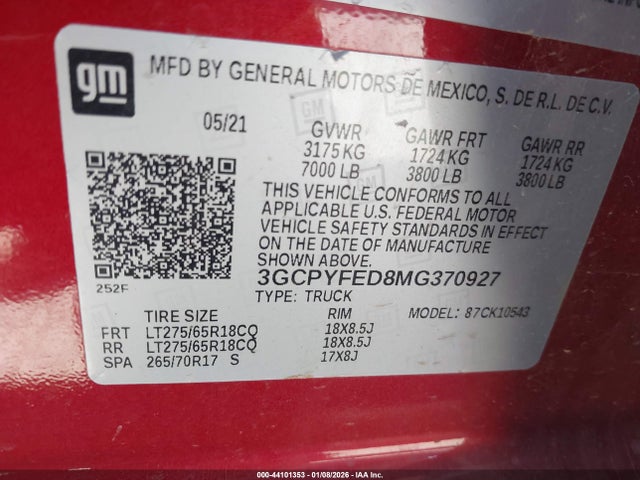 gm
MFD BY GENERAL MOTORS DE MEXICO, S. DE R.L. DE C.V.
05/21
GVWR GAWR FRT GAWR RR
3175 KG 1724 KG 1724 KG
7000 LB 3800 LB 3800 LB
THIS VEHICLE CONFORMS TO ALL
APPLICABLE U.S. FEDERAL MOTOR
VEHICLE SAFETY STANDARDS IN EFFECT
ON THE DATE OF MANUFACTURE
SHOWN ABOVE.
252F
3GCPYFED8MG370927
TYPE: TRUCK
TIRE SIZE RIM MODEL: 87CK10543
FRT LT275/65R18CQ 18X8.5J
RR LT275/65R18CQ 18X8.5J
SPA 265/70R17 S 17X8J
000-44101353 - 01/08/2026 - IAA Inc.